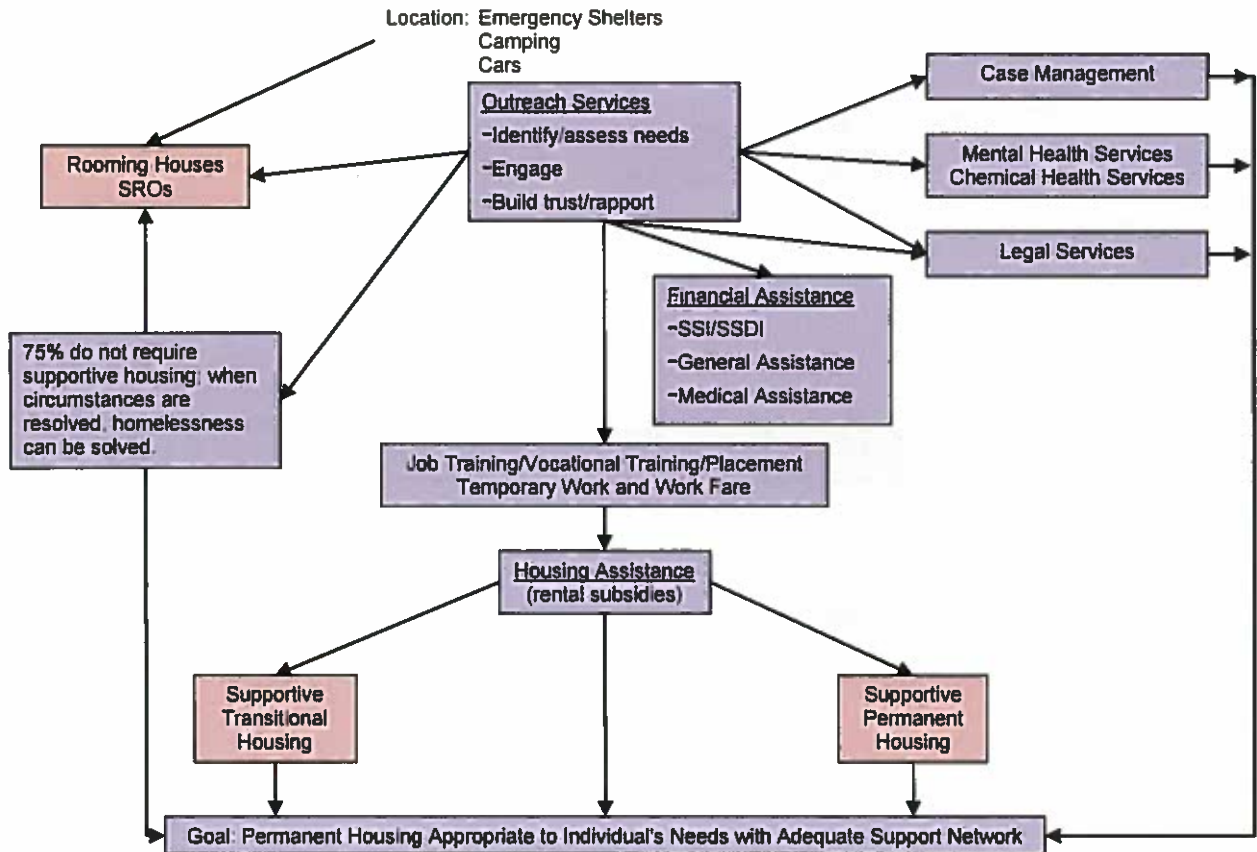 Location: Emergency Shelters
Camping
Cars
Outreach Services
-Identify/assess needs
-Engage
-Build trust/rapport
Case Management
Mental Health Services
Chemical Health Services
Legal Services
Rooming Houses
SROs
Financial Assistance
-SSI/SSDI
-General Assistance
-Medical Assistance
75% do not require
supportive housing; when
circumstances are
resolved, homelessness
can be solved.
Job Training/Vocational Training/Placement
Temporary Work and Work Fare
Housing Assistance
(rental subsidies)
Supportive
Transitional
Housing
Supportive
Permanent
Housing
Goal: Permanent Housing Appropriate to Individual's Needs with Adequate Support Network